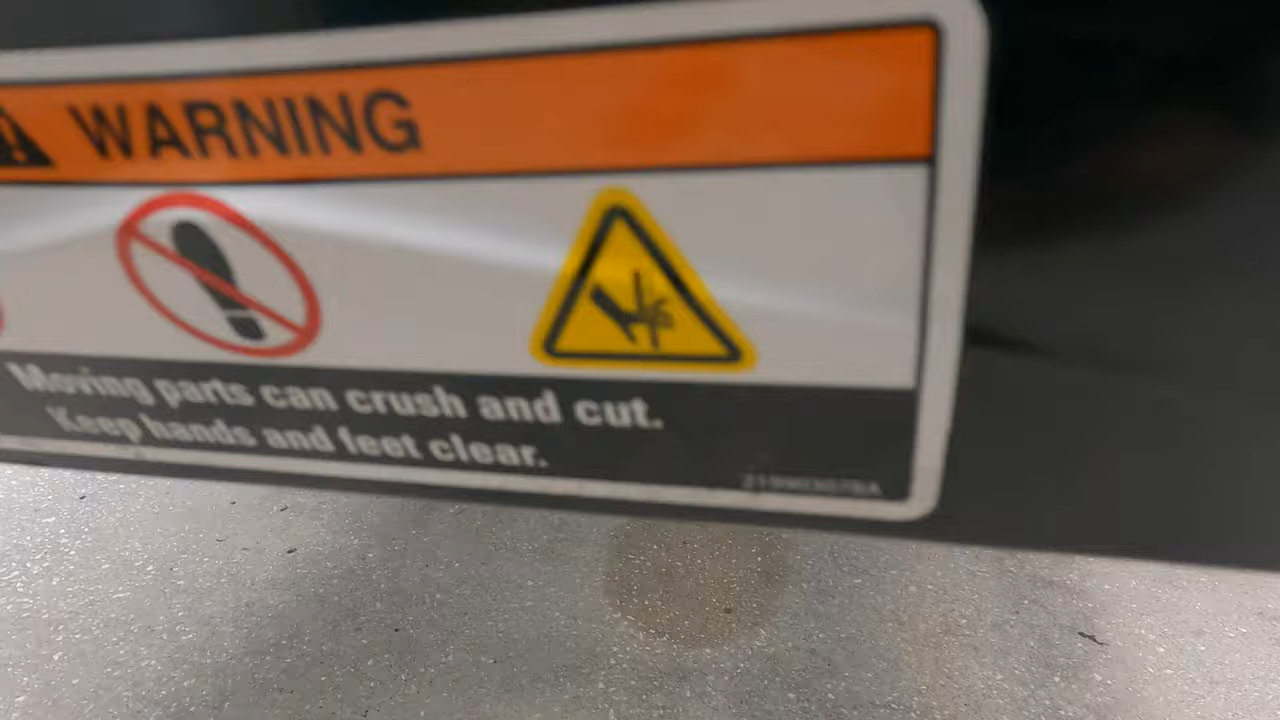 WARNING
Moving parts can crush and cut.
Keep hands and feet clear.